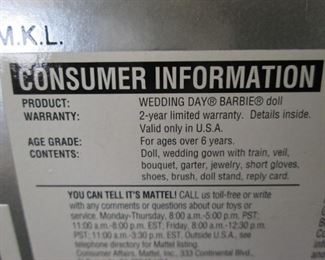 M.K.L.
CONSUMER INFORMATION
PRODUCT: WEDDING DAY® BARBIE® doll
WARRANTY: 2-year limited warranty. Details inside.
Valid only in U.S.A.
AGE GRADE: For ages over 6 years.
CONTENTS: Doll, wedding gown with train, veil,
bouquet, garter, jewelry, short gloves,
shoes, brush, doll stand, reply card.
YOU CAN TELL IT'S MATTEL! CALL us toll-free or write
with any comments or questions about our toys or
service. Monday-Thursday, 8:00 a.m.-5:00 p.m. PST;
11:00 a.m.-8:00 p.m. EST; Friday, 8:00 a.m.-12:30 p.m.
PST; 11:00 a.m.-3:30 p.m. EST. Outside U.S.A., see
telephone directory for Mattel listing.
Consumer Affairs, Mattel, Inc., 333 Continental Blvd.,